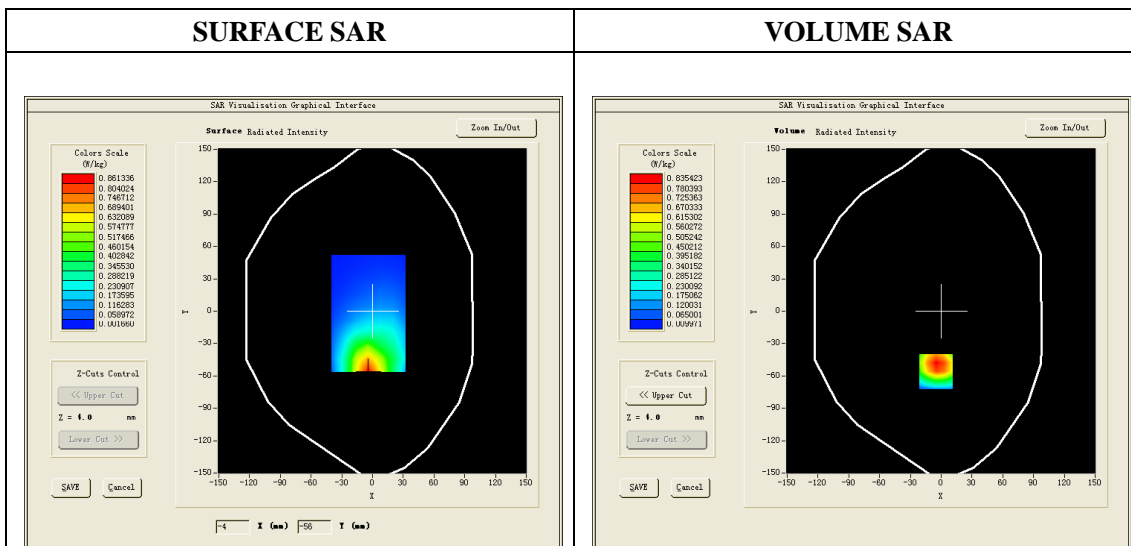 SURFACE SAR
SAR Visualisation Graphical Interface
Surface Radiated Intensity
Zoom In/Out
Colors Scale
(W/kg)
0.861336
0.804024
0.746712
0.689401
0.632089
0.574777
0.517466
0.460154
0.402842
0.345530
0.288219
0.230907
0.173595
0.116283
0.058972
0.001660
150
120
90
60
30
0
-30
-60
-90
-120
-150
Y
-150 -120 -90 -60 -30 0 30 60 90 120 150
X
Z-Cuts Control
<< Upper Cut
Z = 4.0 mm
Lower Cut >>
SAVE Cancel
-4 X (mm) -56 Y (mm)
VOLUME SAR
SAR Visualisation Graphical Interface
Volume Radiated Intensity
Zoom In/Out
Colors Scale
(W/kg)
0.835423
0.780393
0.725363
0.670333
0.615302
0.560272
0.505242
0.450212
0.395182
0.340152
0.285122
0.230092
0.175062
0.120031
0.065001
0.009971
150
120
90
60
30
0
-30
-60
-90
-120
-150
Y
-150 -120 -90 -60 -30 0 30 60 90 120 150
X
Z-Cuts Control
<< Upper Cut
Z = 4.0 mm
Lower Cut >>
SAVE Cancel